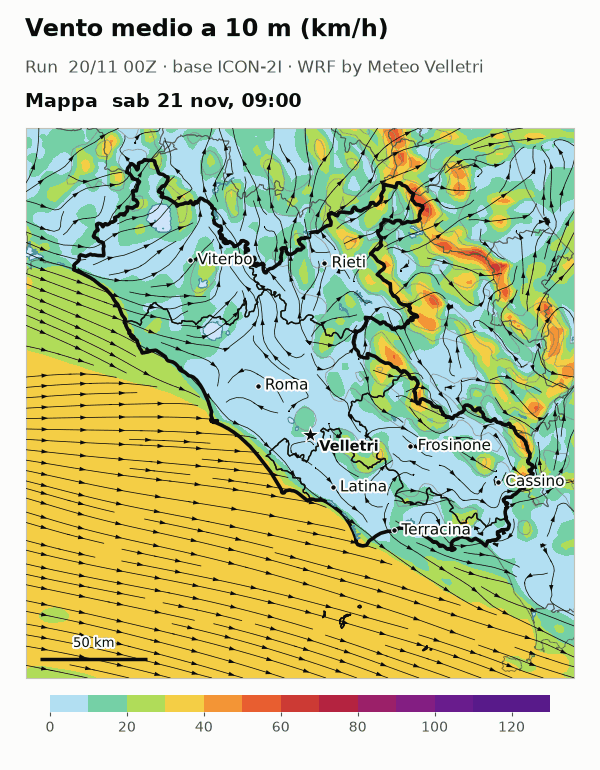 Vento medio a 10 m (km/h)
Run 20/11 00Z · base ICON-2I · WRF by Meteo Velletri
Mappa sab 21 nov, 09:00
Viterbo
Rieti
Roma
Velletri
Frosinone
Cassino
Latina
Terracina
50 km
0 20 40 60 80 100 120